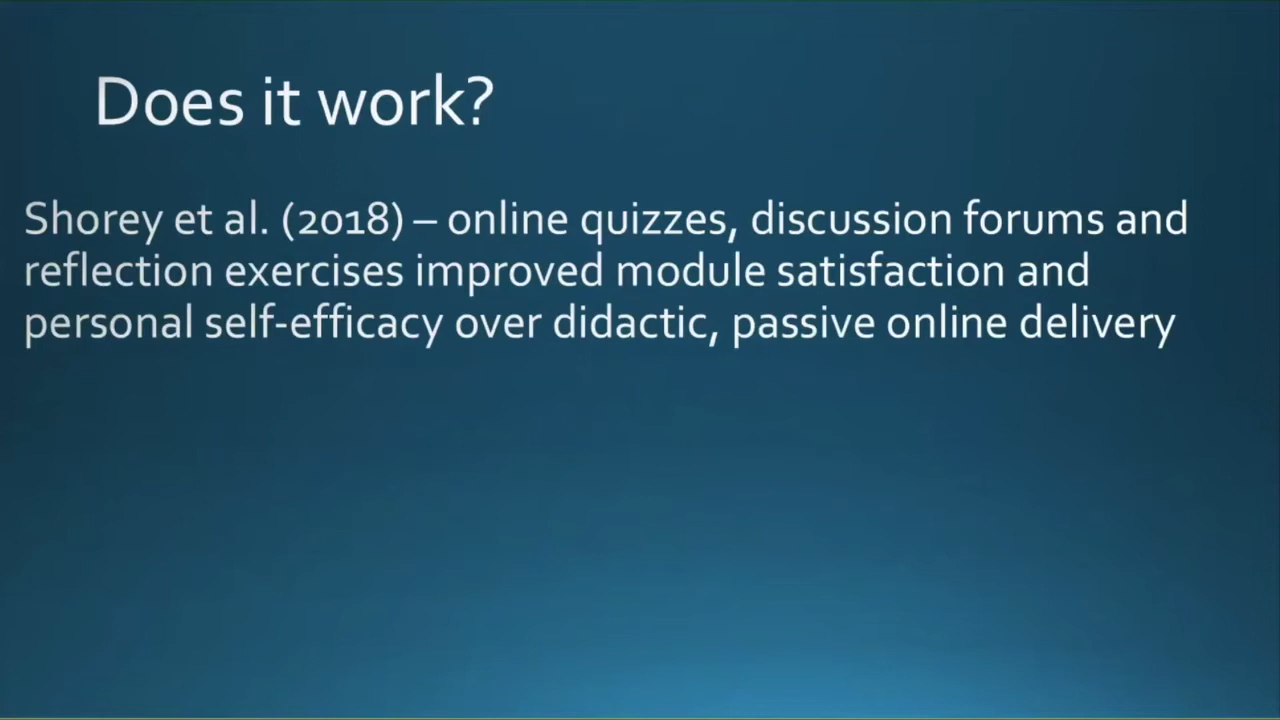 Does it work?
Shorey et al. (2018) – online quizzes, discussion forums and
reflection exercises improved module satisfaction and
personal self-efficacy over didactic, passive online delivery